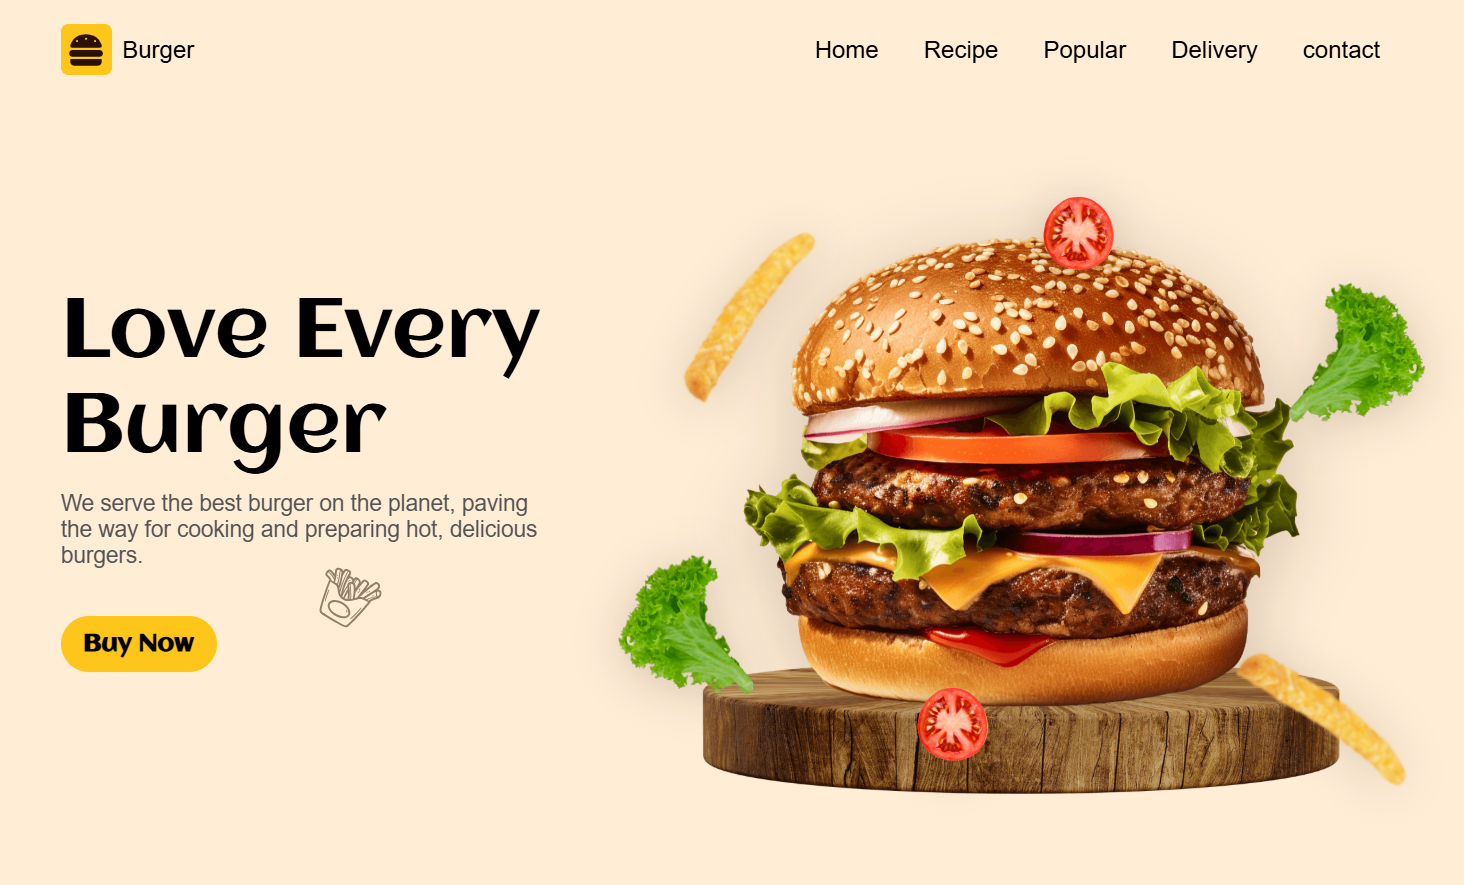 Burger
Home Recipe Popular Delivery contact
Love Every
Burger
We serve the best burger on the planet, paving
the way for cooking and preparing hot, delicious
burgers.
Buy Now